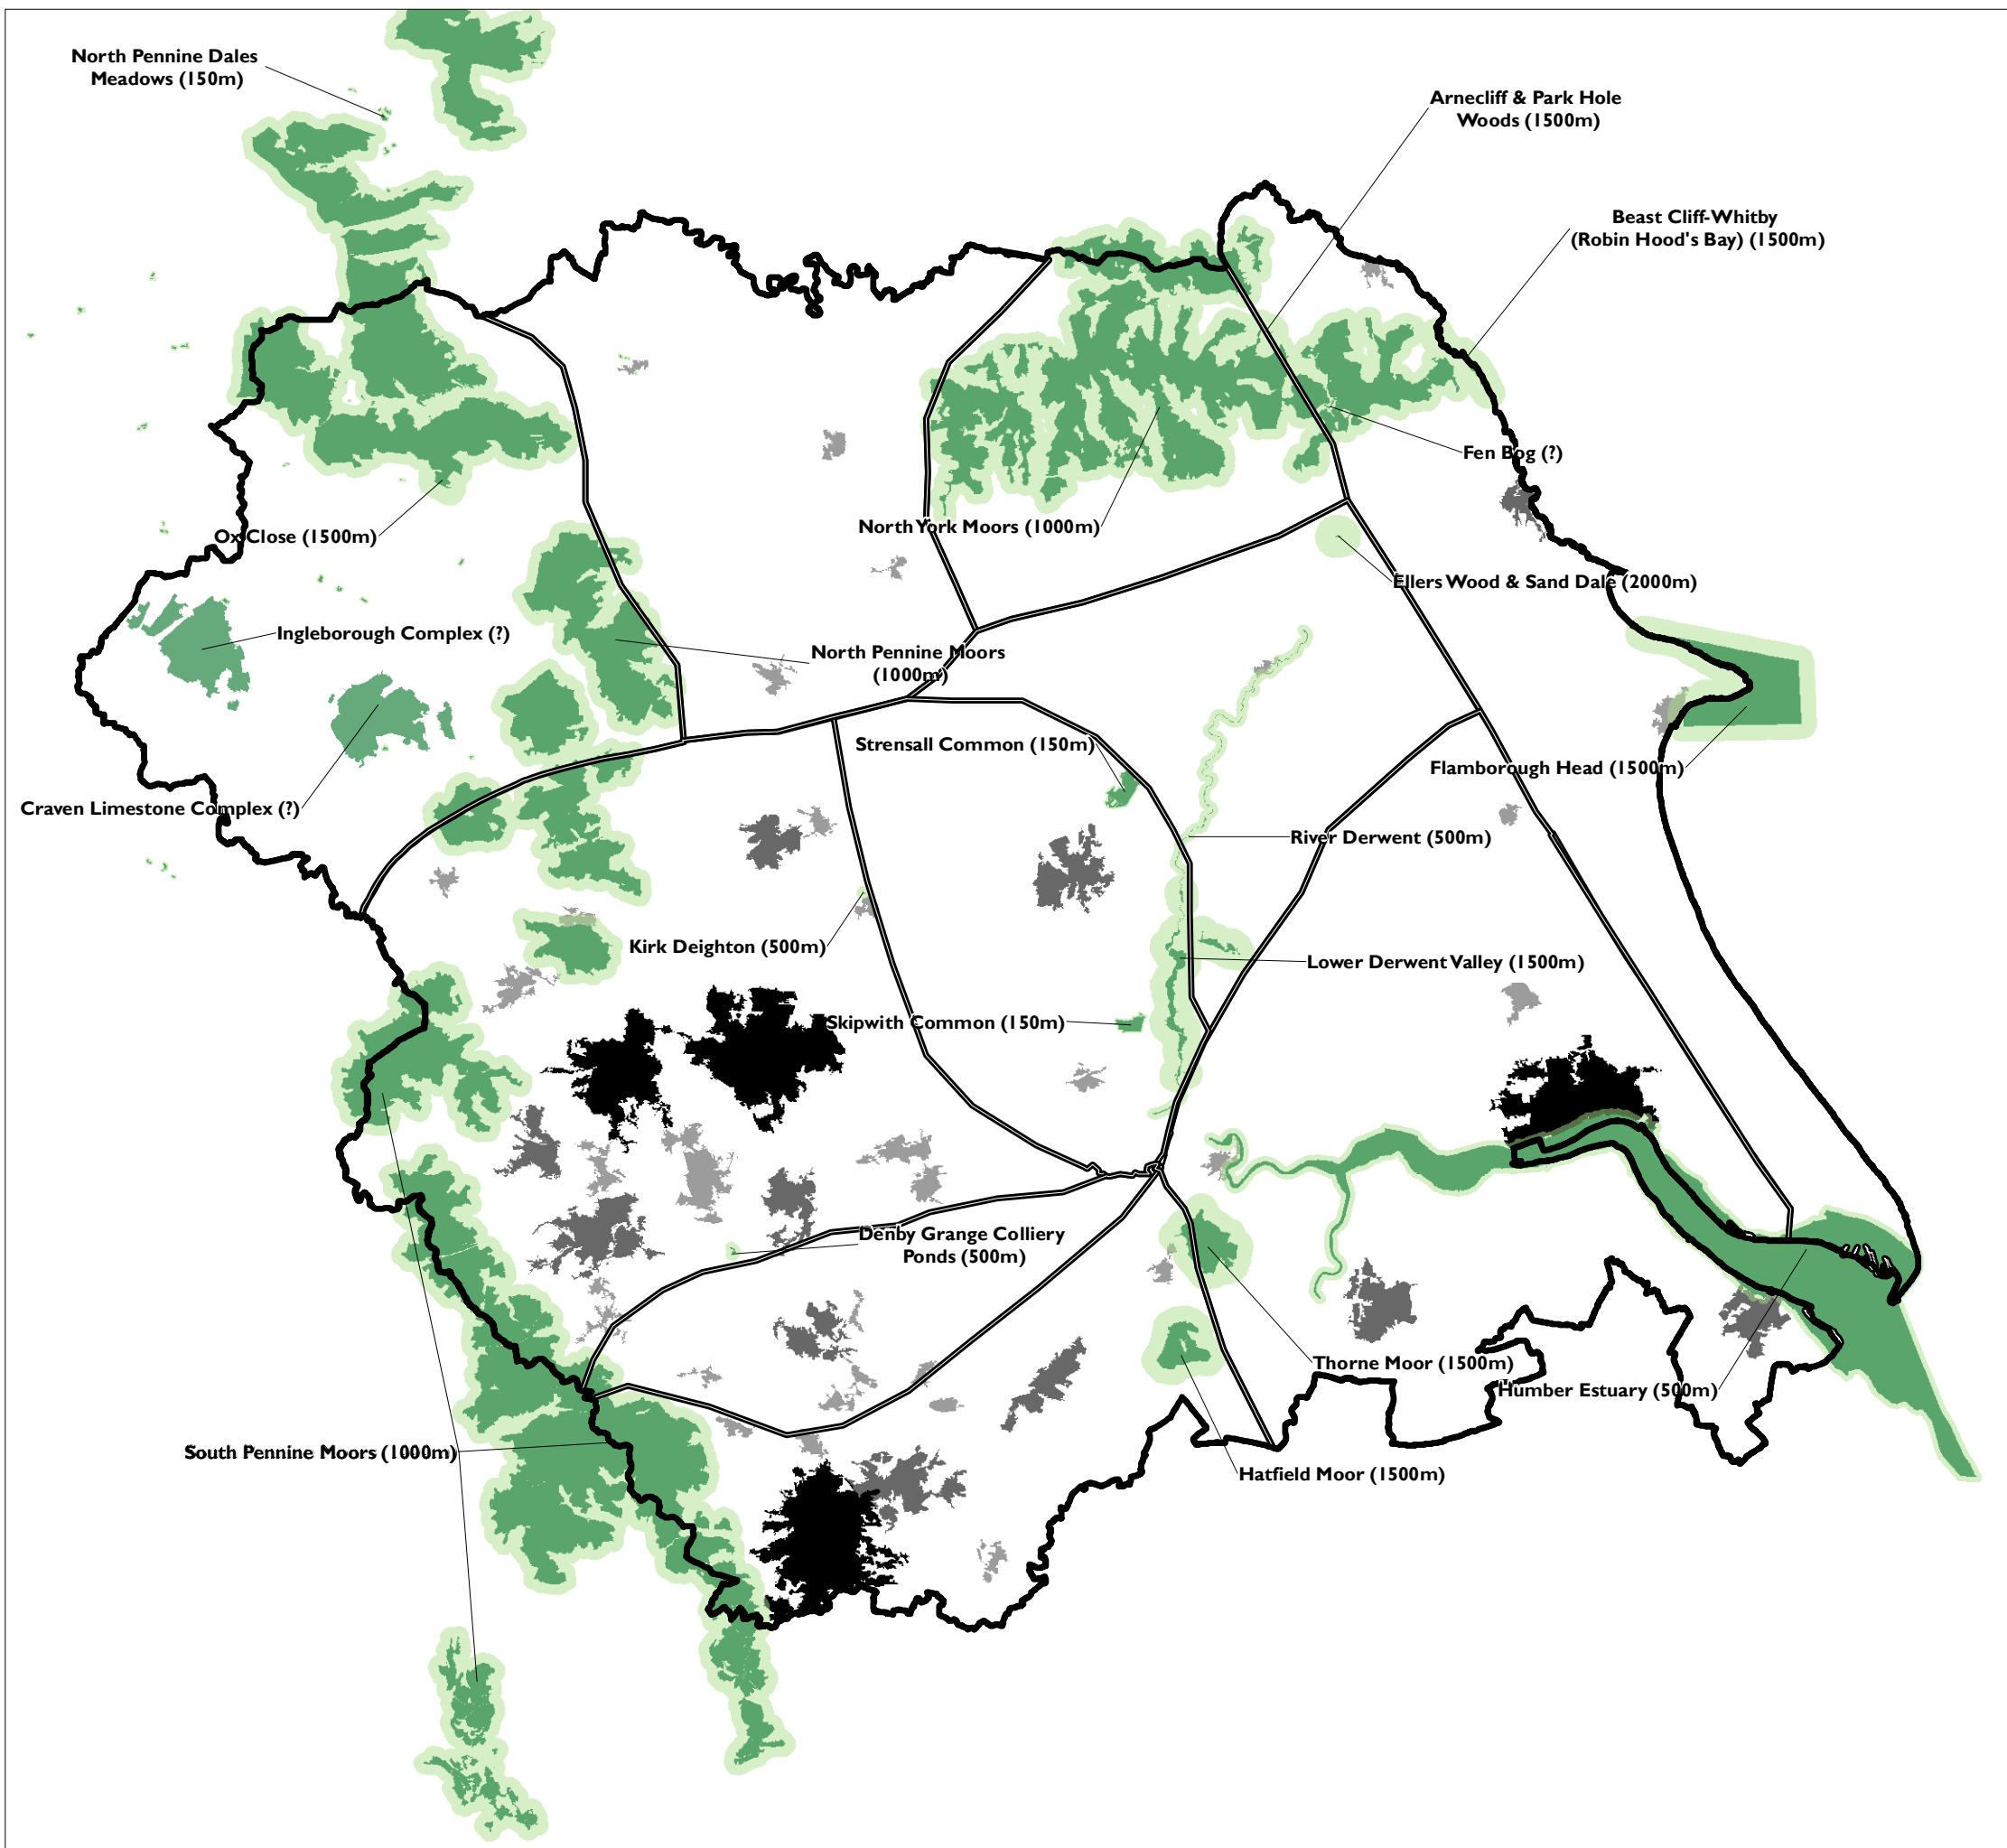 North Pennine Dales
Meadows (150m)
Arnecliff & Park Hole
Woods (1500m)
Beast Cliff-Whitby
(Robin Hood's Bay) (1500m)
Fen Bog (?)
North York Moors (1000m)
Ox Close (1500m)
Ellers Wood & Sand Dale (2000m)
Ingleborough Complex (?)
North Pennine Moors
(1000m)
Strensall Common (150m)
Flamborough Head (1500m)
Craven Limestone Complex (?)
River Derwent (500m)
Kirk Deighton (500m)
Lower Derwent Valley (1500m)
Skipwith Common (150m)
Denby Grange Colliery
Ponds (500m)
Thorne Moor (1500m)
Humber Estuary (500m)
South Pennine Moors (1000m)
Hatfield Moor (1500m)